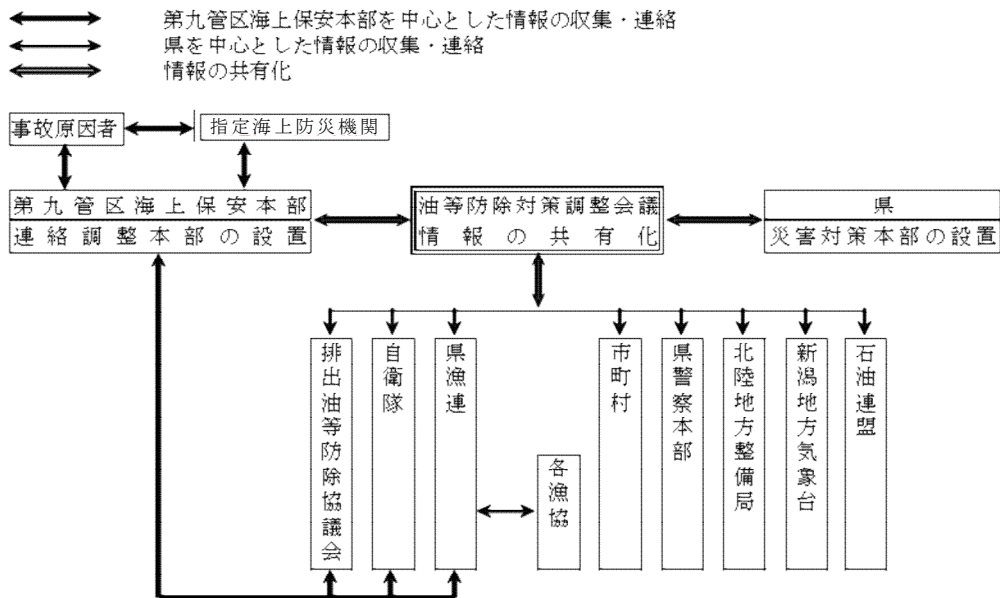 第九管区海上保安本部を中心とした情報の収集・連絡
県を中心とした情報の収集・連絡
情報の共有化
事故原因者
指定海上防災機関
第九管区海上保安本部
連絡調整本部の設置
油等防除対策調整会議
情報の共有化
県
災害対策本部の設置
排出油等防除協議会
自衛隊
県漁連
各漁協
市町村
県警察本部
北陸地方整備局
新潟地方気象台
石油連盟